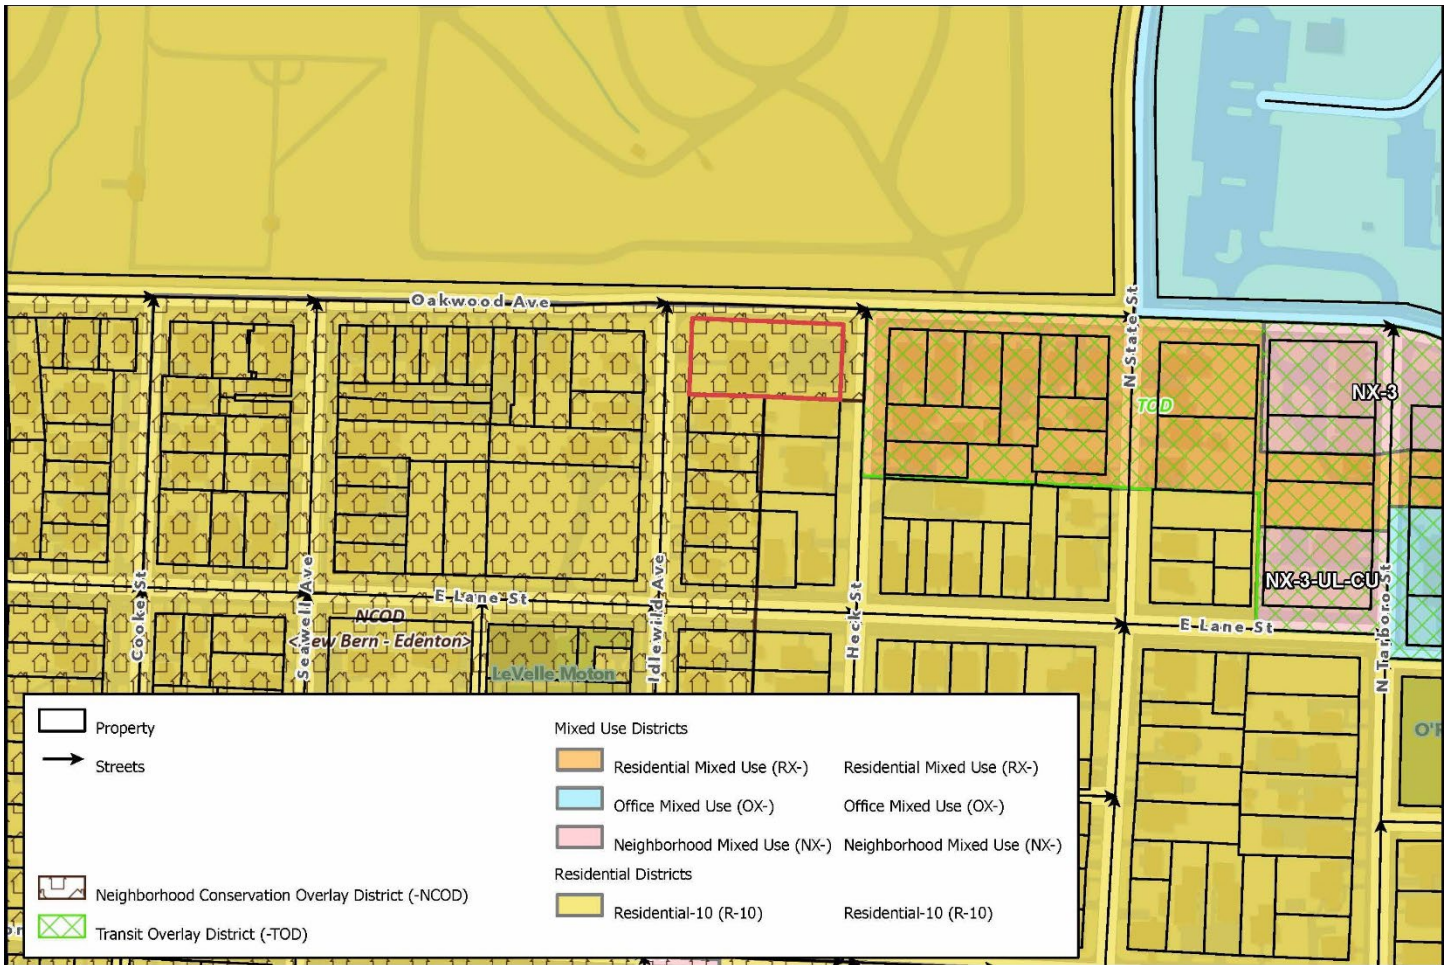 Oakwood Ave
N State St
TOD
NX-3
NX-3-UL-CU
Cooke St
Seawell Ave
Idlewild Ave
Heck St
N Tarboro St
E Lane St
E Lane St
NCOD
<New Bern - Edenton>
LeVelle Moton
Property
Streets
Neighborhood Conservation Overlay District (-NCOD)
Transit Overlay District (-TOD)
Mixed Use Districts
Residential Mixed Use (RX-) Residential Mixed Use (RX-)
Office Mixed Use (OX-) Office Mixed Use (OX-)
Neighborhood Mixed Use (NX-) Neighborhood Mixed Use (NX-)
Residential Districts
Residential-10 (R-10) Residential-10 (R-10)